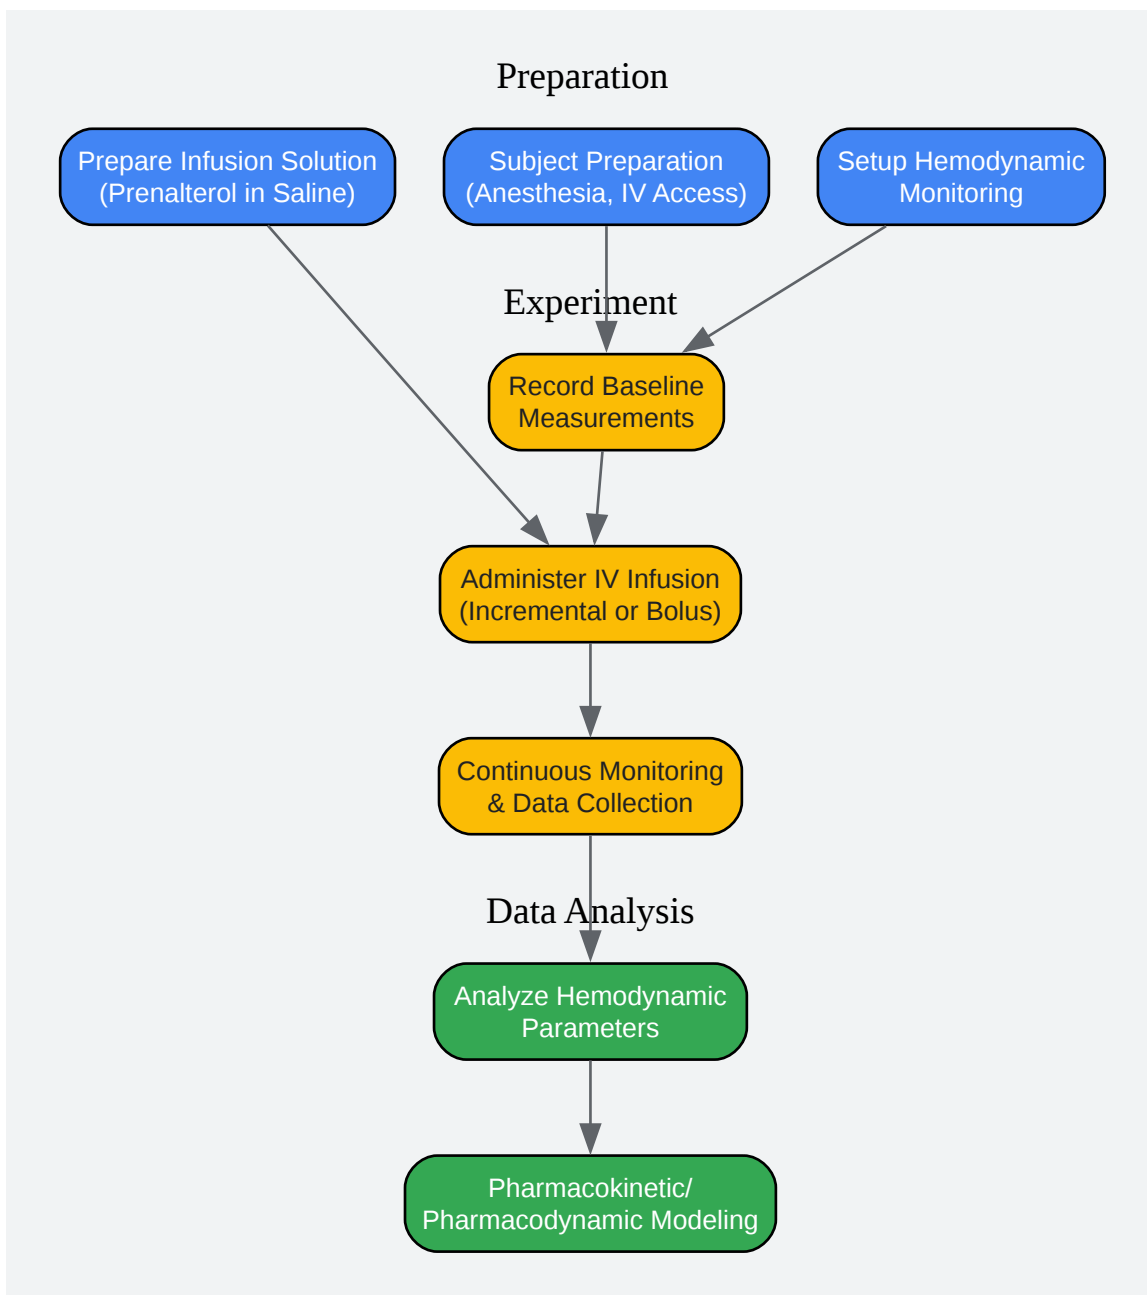 Preparation
Prepare Infusion Solution
(Prenalterol in Saline)
Subject Preparation
(Anesthesia, IV Access)
Setup Hemodynamic
Monitoring
Experiment
Record Baseline
Measurements
Administer IV Infusion
(Incremental or Bolus)
Continuous Monitoring
& Data Collection
Data Analysis
Analyze Hemodynamic
Parameters
Pharmacokinetic/
Pharmacodynamic Modeling